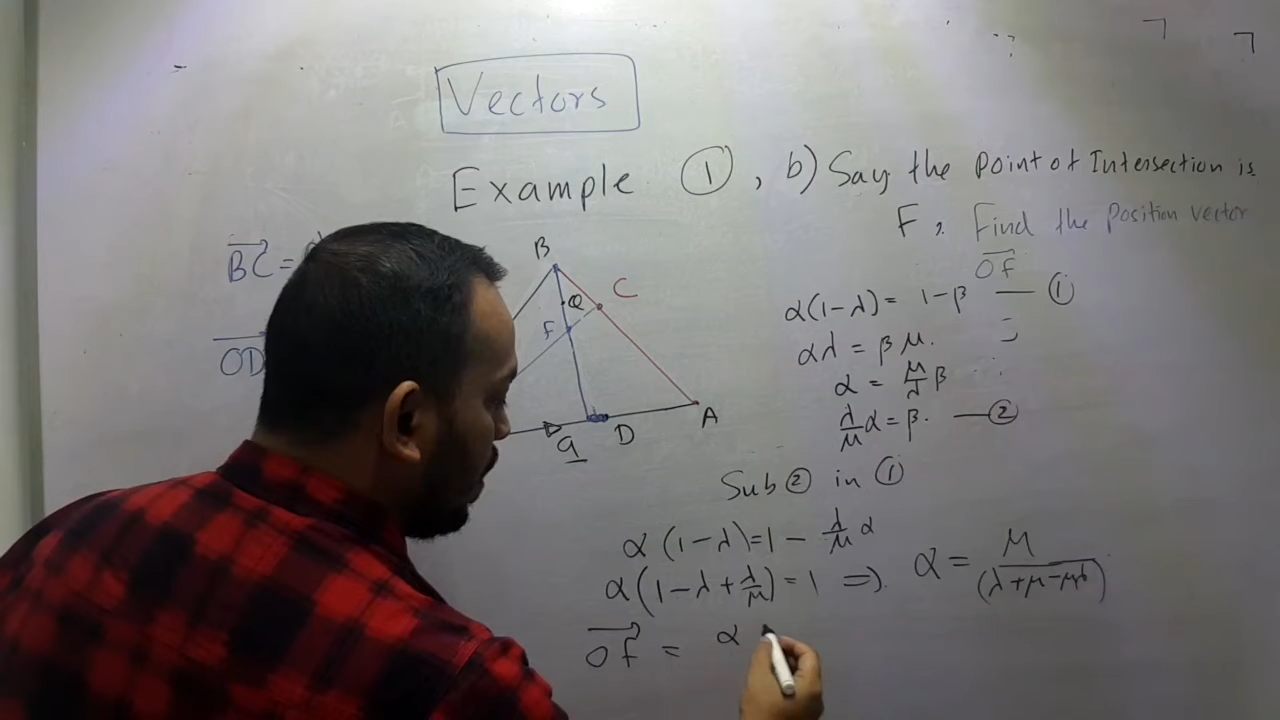 Vectors
Example ①, b) Say the point of Intersection is
F, Find the Position vector
OF
BC =
OD
B
C
Q
F
D
A
a
α(1-λ) = 1-β — ①
αλ = βμ.
α = μ/λ β
λ/μ α = β. — ②
Sub ② in ①
α(1-λ) = 1 - λ/μ α
α(1-λ+λ/μ) = 1 ⇒ α = μ/(λ+μ-μλ)
OF = α